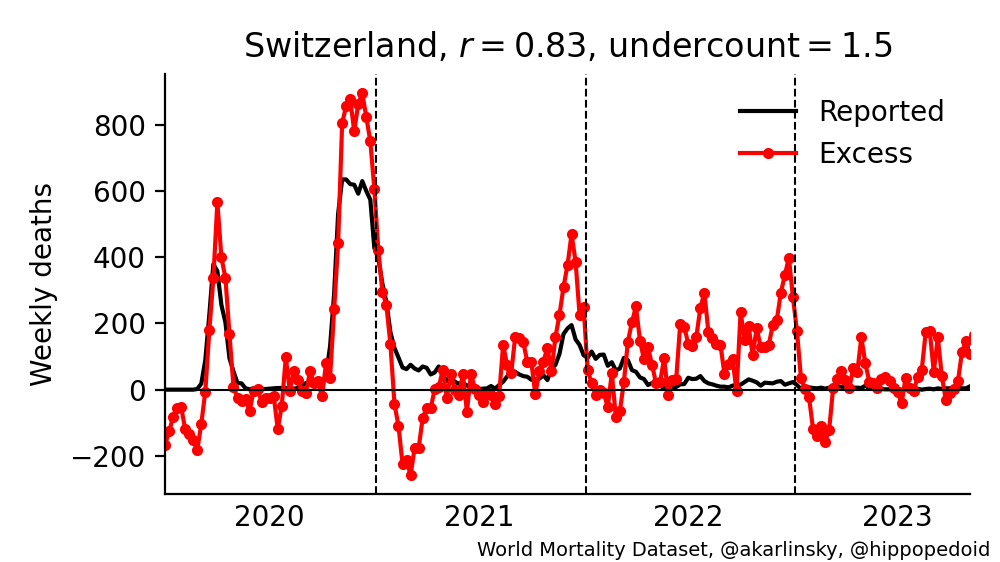 Switzerland, r = 0.83, undercount = 1.5
Reported
Excess
Weekly deaths
800
600
400
200
0
−200
2020 2021 2022 2023
World Mortality Dataset, @akarlinsky, @hippopedoid